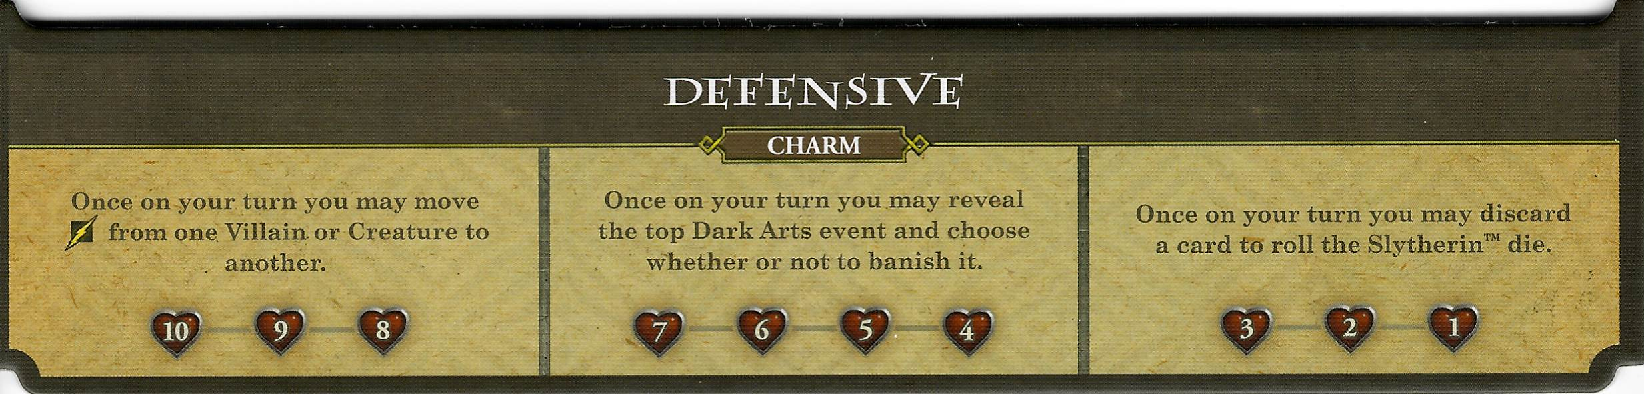 DEFENSIVE
CHARM
Once on your turn you may move
from one Villain or Creature to
another.
10 9 8
Once on your turn you may reveal
the top Dark Arts event and choose
whether or not to banish it.
7 6 5 4
Once on your turn you may discard
a card to roll the Slytherin™ die.
3 2 1